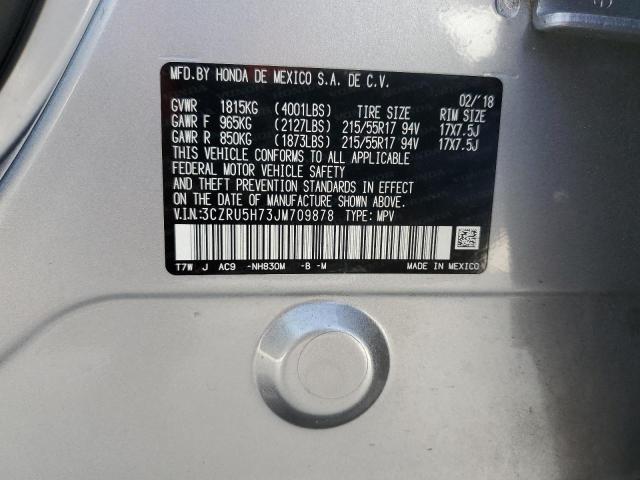 MFD.BY HONDA DE MEXICO S.A. DE C.V.
02/'18
GVWR 1815KG (4001LBS) TIRE SIZE RIM SIZE
GAWR F 965KG (2127LBS) 215/55R17 94V 17X7.5J
GAWR R 850KG (1873LBS) 215/55R17 94V 17X7.5J
THIS VEHICLE CONFORMS TO ALL APPLICABLE
FEDERAL MOTOR VEHICLE SAFETY
AND THEFT PREVENTION STANDARDS IN EFFECT
ON THE DATE OF MANUFACTURE SHOWN ABOVE.
V.I.N:3CZRU5H73JM709878 TYPE: MPV
T7W J AC9 -NH830M -B -M MADE IN MEXICO